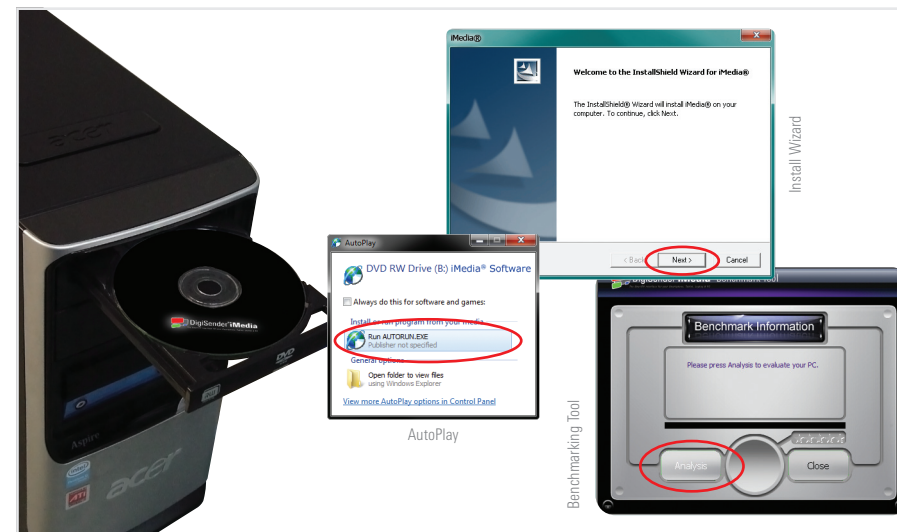 acer
DigiSender® iMedia
DVD
Aspire
intel
ATI
acer
iMedia®
Welcome to the InstallShield Wizard for iMedia®
The InstallShield® Wizard will install iMedia® on your
computer. To continue, click Next.
< Back
Next >
Cancel
Install Wizard
AutoPlay
DVD RW Drive (B:) iMedia® Software
Always do this for software and games:
Install or run program from your media
Run AUTORUN.EXE
Publisher not specified
General options
Open folder to view files
using Windows Explorer
View more AutoPlay options in Control Panel
AutoPlay
DigiSender® iMedia® Benchmark Tool
Benchmark Information
Please press Analysis to evaluate your PC.
Analysis
Close
Benchmarking Tool